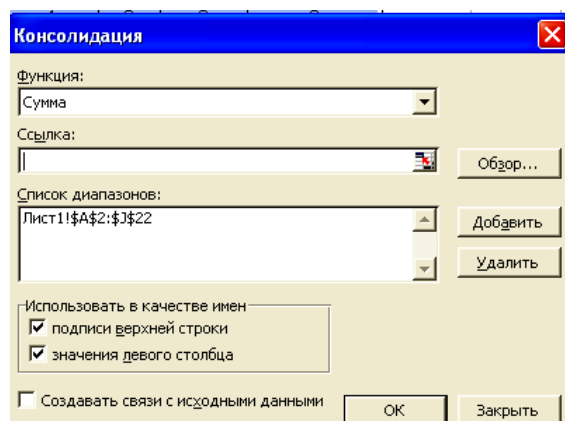 Консолидация
Функция:
Сумма
Ссылка:
Обзор...
Список диапазонов:
Лист1!$A$2:$J$22
Добавить
Удалить
Использовать в качестве имен
подписи верхней строки
значения левого столбца
Создавать связи с исходными данными
ОК
Закрыть